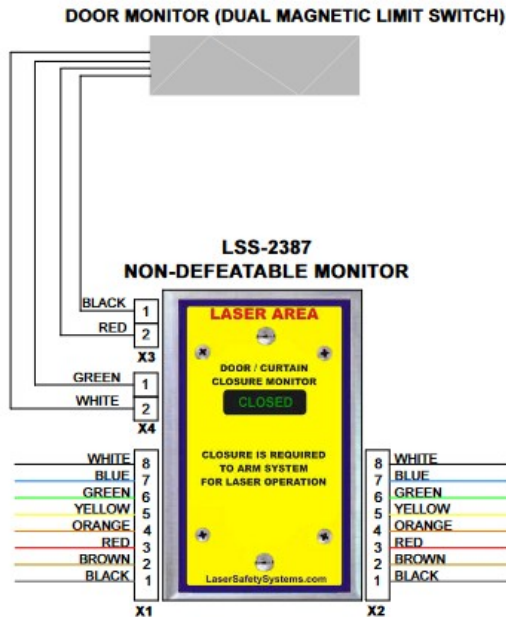 DOOR MONITOR (DUAL MAGNETIC LIMIT SWITCH)
LSS-2387
NON-DEFEATABLE MONITOR
BLACK 1
RED 2
X3
GREEN 1
WHITE 2
X4
LASER AREA
DOOR / CURTAIN
CLOSURE MONITOR
CLOSED
CLOSURE IS REQUIRED
TO ARM SYSTEM
FOR LASER OPERATION
LaserSafetySystems.com
WHITE 8
BLUE 7
GREEN 6
YELLOW 5
ORANGE 4
RED 3
BROWN 2
BLACK 1
X1
8 WHITE
7 BLUE
6 GREEN
5 YELLOW
4 ORANGE
3 RED
2 BROWN
1 BLACK
X2